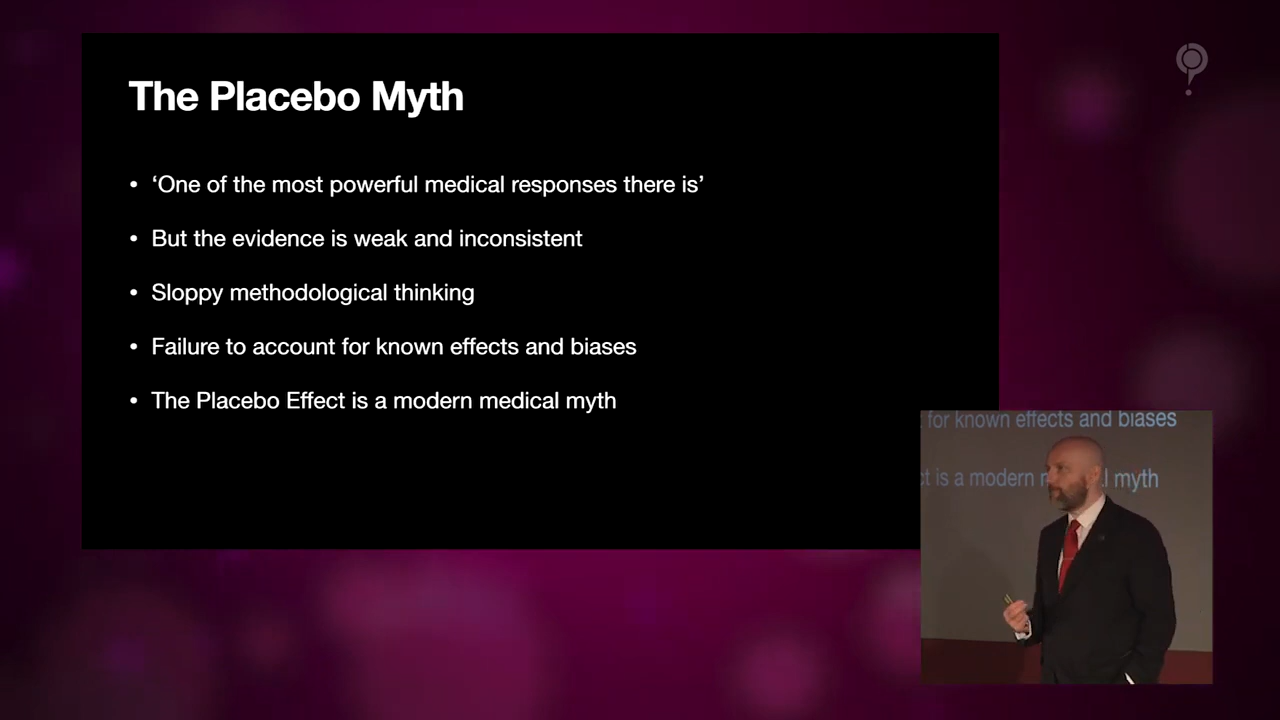 The Placebo Myth
• ‘One of the most powerful medical responses there is’
• But the evidence is weak and inconsistent
• Sloppy methodological thinking
• Failure to account for known effects and biases
• The Placebo Effect is a modern medical myth
for known effects and biases
is a modern myth